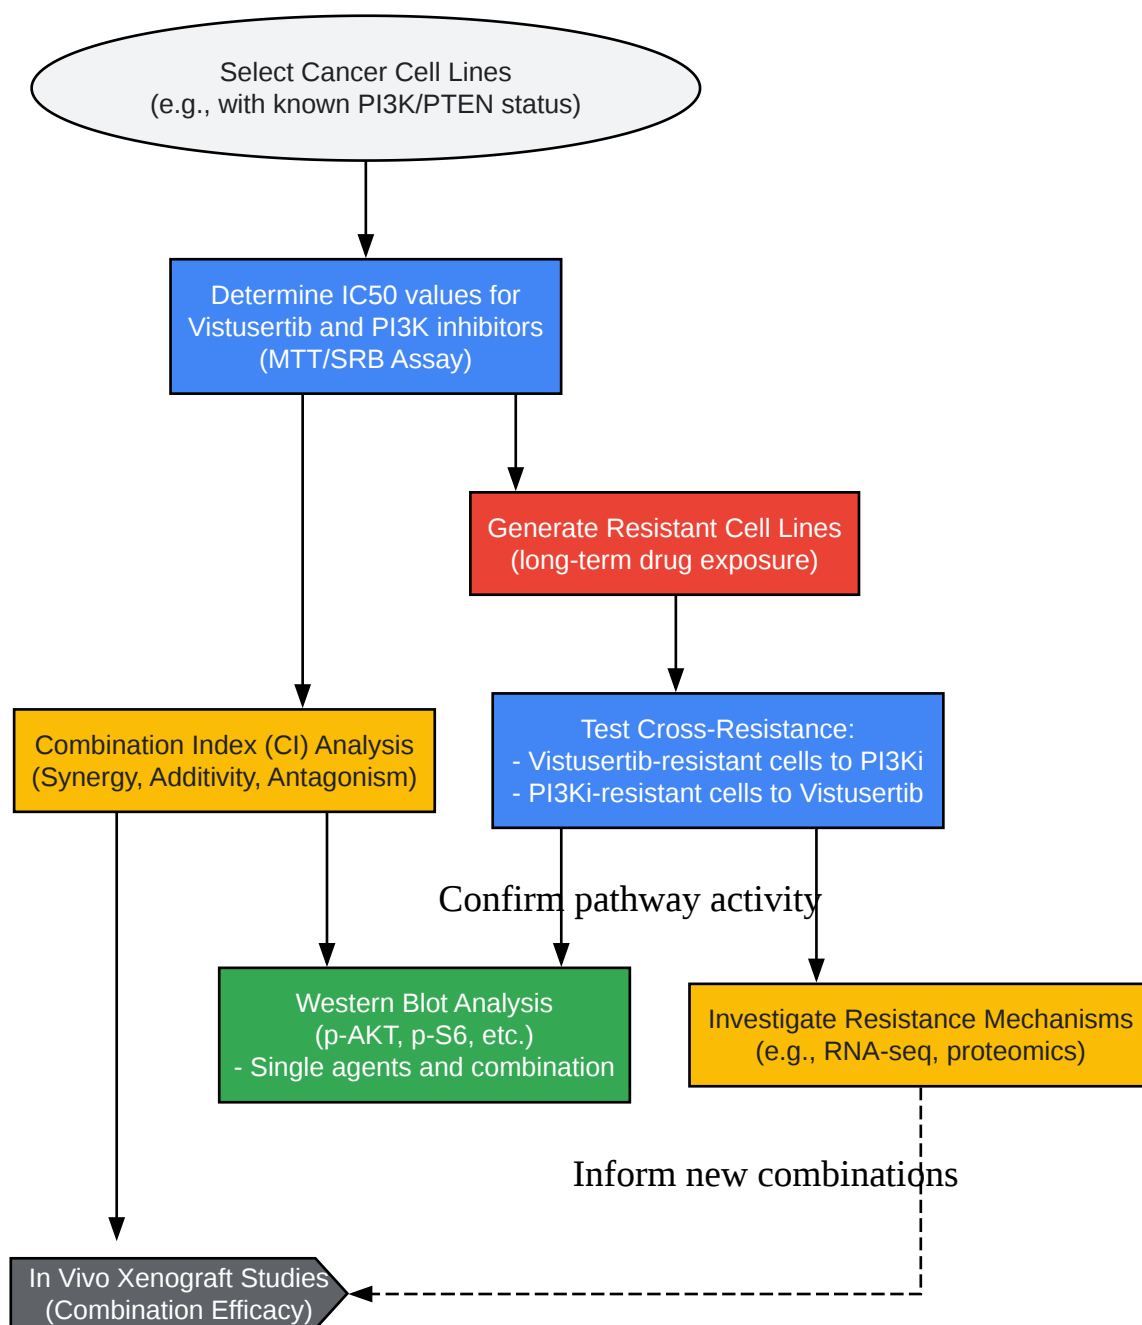 Select Cancer Cell Lines
(e.g., with known PI3K/PTEN status)
Determine IC50 values for
Vistusertib and PI3K inhibitors
(MTT/SRB Assay)
Generate Resistant Cell Lines
(long-term drug exposure)
Combination Index (CI) Analysis
(Synergy, Additivity, Antagonism)
Test Cross-Resistance:
- Vistusertib-resistant cells to PI3Ki
- PI3Ki-resistant cells to Vistusertib
Confirm pathway activity
Western Blot Analysis
(p-AKT, p-S6, etc.)
- Single agents and combination
Investigate Resistance Mechanisms
(e.g., RNA-seq, proteomics)
Inform new combinations
In Vivo Xenograft Studies
(Combination Efficacy)